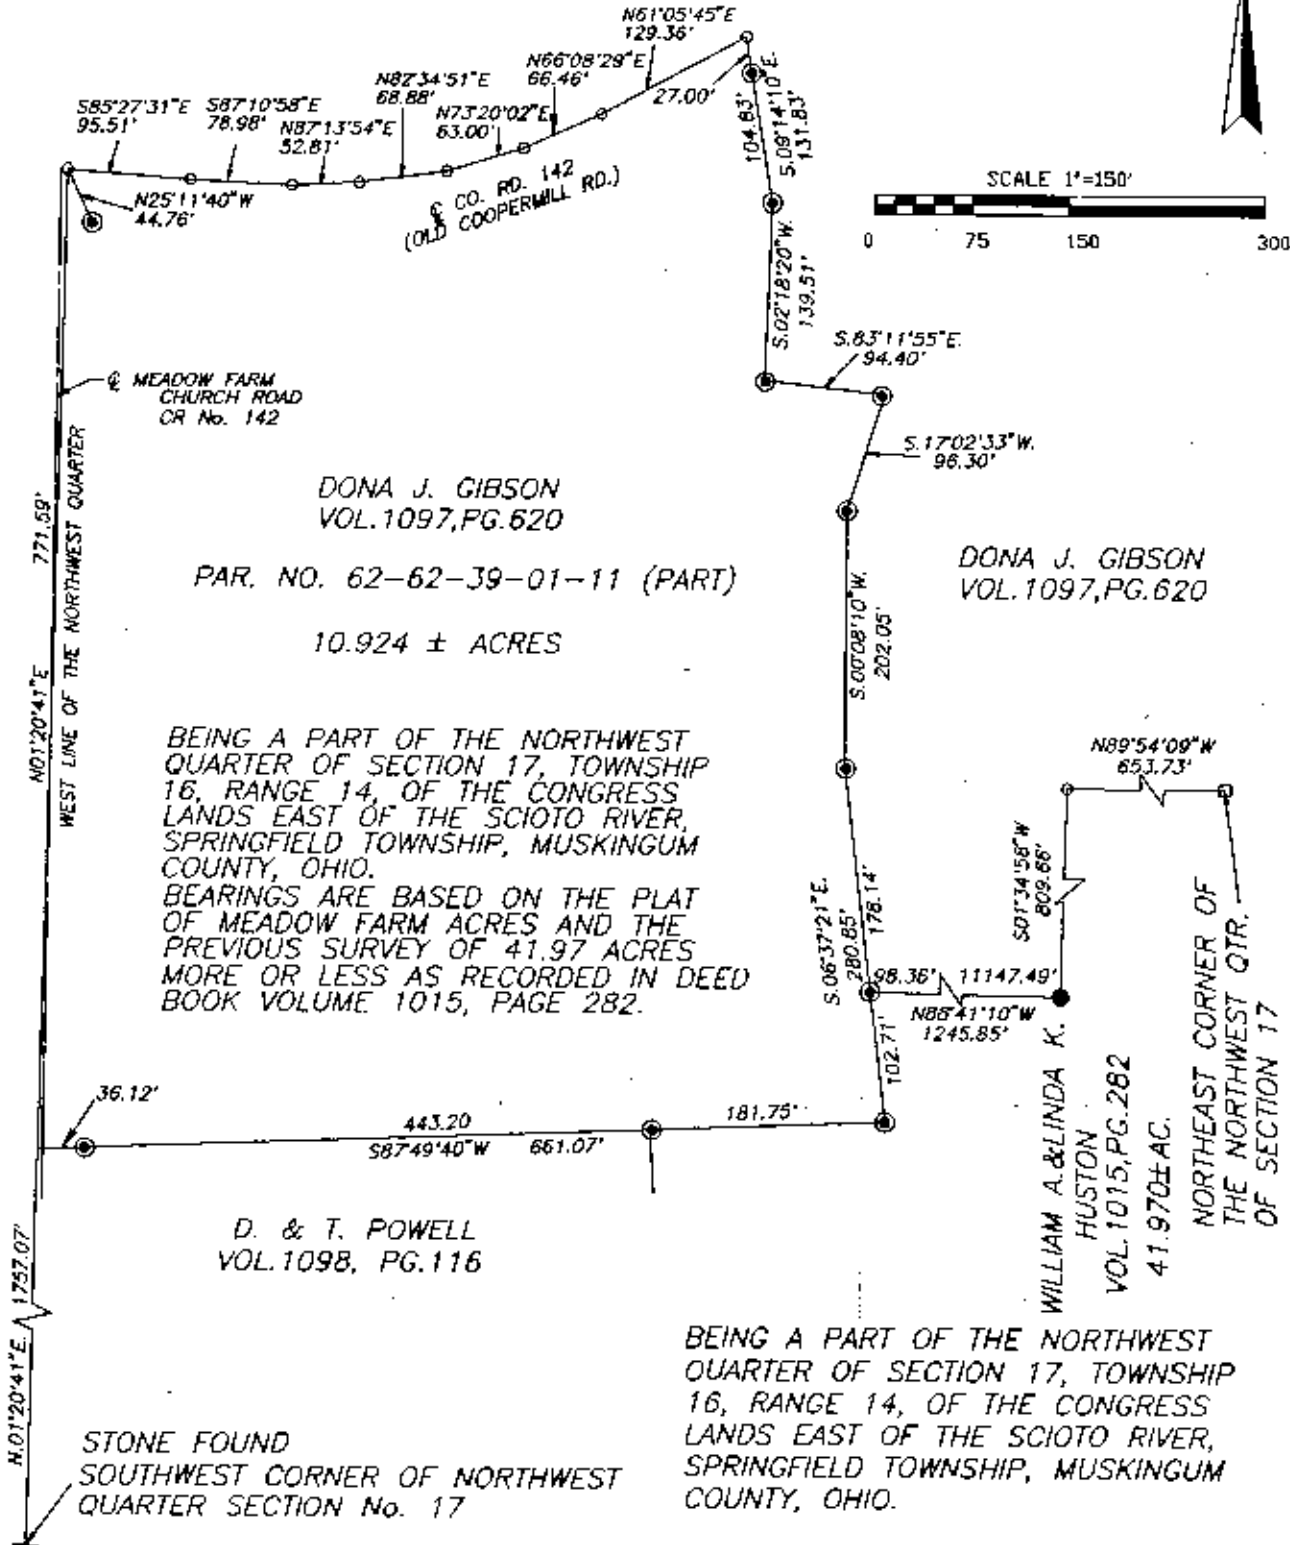 N61°05'45"E
129.36'
N66°08'29"E
66.46'
N82°34'51"E
68.88'
N73°20'02"E
63.00'
S85°27'31"E
95.51'
S87°10'58"E
78.98'
N87°13'54"E
52.81'
27.00'
104.83'
S.09°14'10"E.
131.83'
N25°11'40"W
44.76'
℄ CO. RD. 142
(OLD COOPERMILL RD.)
SCALE 1"=150'
0 75 150 300
S.02°18'20"W.
139.51'
S.83°11'55"E.
94.40'
℄ MEADOW FARM
CHURCH ROAD
CR No. 142
S.17°02'33"W.
96.30'
N01°20'41"E 771.59'
WEST LINE OF THE NORTHWEST QUARTER
DONA J. GIBSON
VOL.1097,PG.620
PAR. NO. 62-62-39-01-11 (PART)
10.924 ± ACRES
DONA J. GIBSON
VOL.1097,PG.620
S.00°08'10"W.
202.05'
BEING A PART OF THE NORTHWEST
QUARTER OF SECTION 17, TOWNSHIP
16, RANGE 14, OF THE CONGRESS
LANDS EAST OF THE SCIOTO RIVER,
SPRINGFIELD TOWNSHIP, MUSKINGUM
COUNTY, OHIO.
BEARINGS ARE BASED ON THE PLAT
OF MEADOW FARM ACRES AND THE
PREVIOUS SURVEY OF 41.97 ACRES
MORE OR LESS AS RECORDED IN DEED
BOOK VOLUME 1015, PAGE 282.
N89°54'09"W
653.73'
S01°34'58"W
809.66'
S.06°37'21"E.
280.85'
178.14'
98.36' 11147.49'
N86°41'10"W
1245.85'
102.71'
NORTHEAST CORNER OF
THE NORTHWEST QTR.
OF SECTION 17
WILLIAM A.&LINDA K.
HUSTON
VOL.1015,PG.282
41.970±AC.
36.12'
443.20
181.75'
S87°49'40"W 661.07'
D. & T. POWELL
VOL.1098, PG.116
N.01°20'41"E. 1757.07'
STONE FOUND
SOUTHWEST CORNER OF NORTHWEST
QUARTER SECTION No. 17
BEING A PART OF THE NORTHWEST
QUARTER OF SECTION 17, TOWNSHIP
16, RANGE 14, OF THE CONGRESS
LANDS EAST OF THE SCIOTO RIVER,
SPRINGFIELD TOWNSHIP, MUSKINGUM
COUNTY, OHIO.